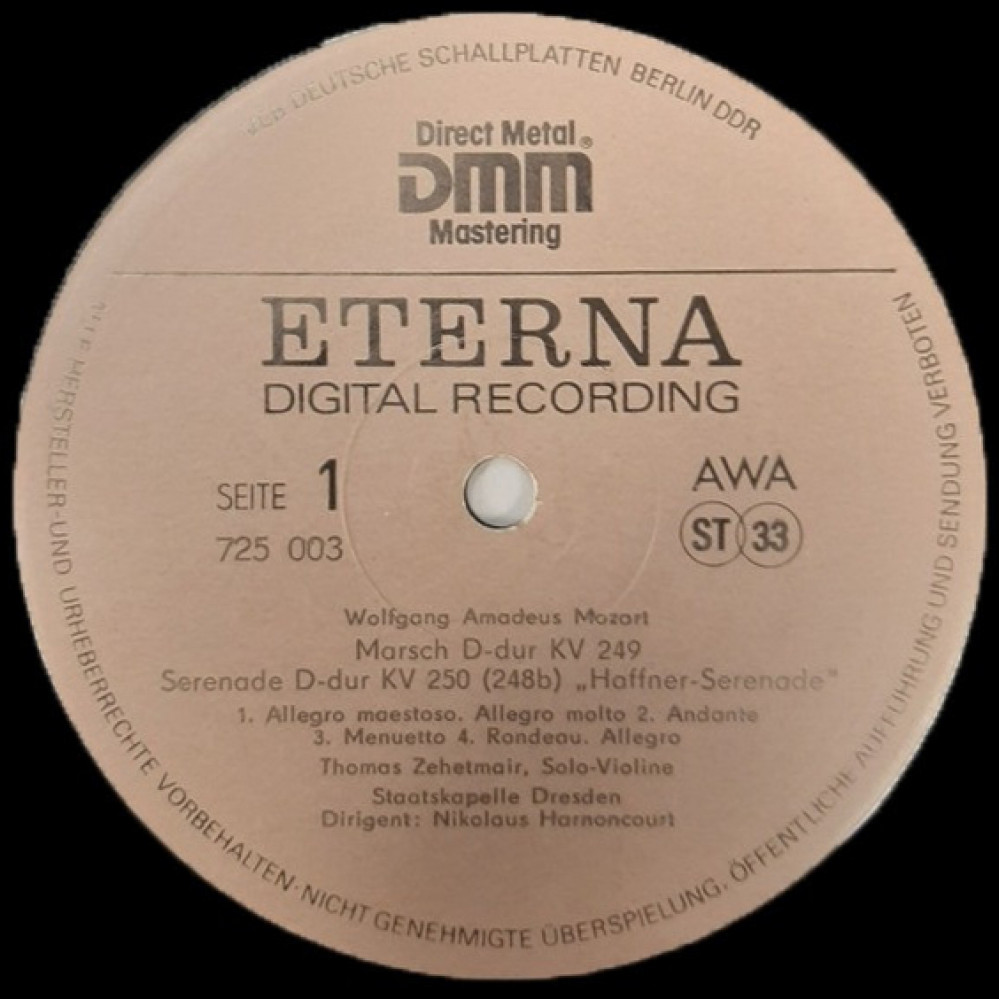 VEB DEUTSCHE SCHALLPLATTEN BERLIN DDR
Direct Metal®
DMM
Mastering
ETERNA
DIGITAL RECORDING
SEITE 1
725 003
AWA
ST 33
Wolfgang Amadeus Mozart
Marsch D-dur KV 249
Serenade D-dur KV 250 (248b) „Haffner-Serenade"
1. Allegro maestoso. Allegro molto 2. Andante
3. Menuetto 4. Rondeau. Allegro
Thomas Zehetmair, Solo-Violine
Staatskapelle Dresden
Dirigent: Nikolaus Harnoncourt
ALLE HERSTELLER-UND URHEBERRECHTE VORBEHALTEN·NICHT GENEHMIGTE ÜBERSPIELUNG, ÖFFENTLICHE AUFFÜHRUNG UND SENDUNG VERBOTEN